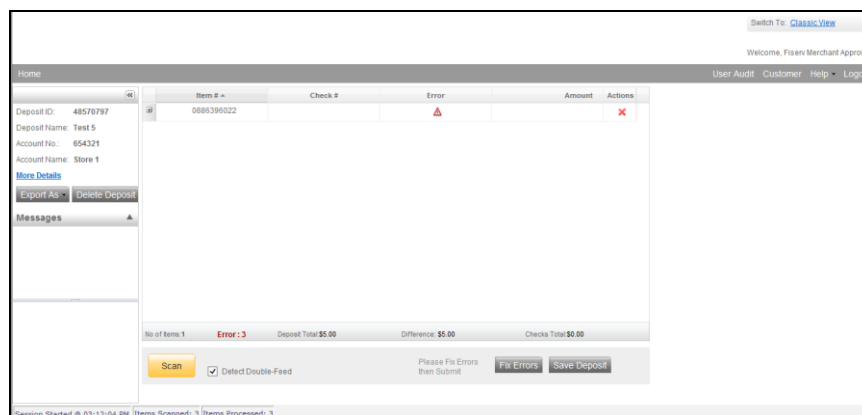 Switch To: Classic View
Welcome, Fiserv Merchant Approv
Home User Audit Customer Help Logo
Item # Check # Error Amount Actions
Deposit ID: 48570797 0886396022
Deposit Name: Test 5
Account No.: 654321
Account Name: Store 1
More Details
Export As Delete Deposit
Messages
No of Items:1 Error : 3 Deposit Total:$5.00 Difference: $5.00 Checks Total:$0.00
Scan Detect Double-Feed Please Fix Errors then Submit Fix Errors Save Deposit
Session Started @ 03:12:04 PM Items Scanned: 3 Items Processed: 3